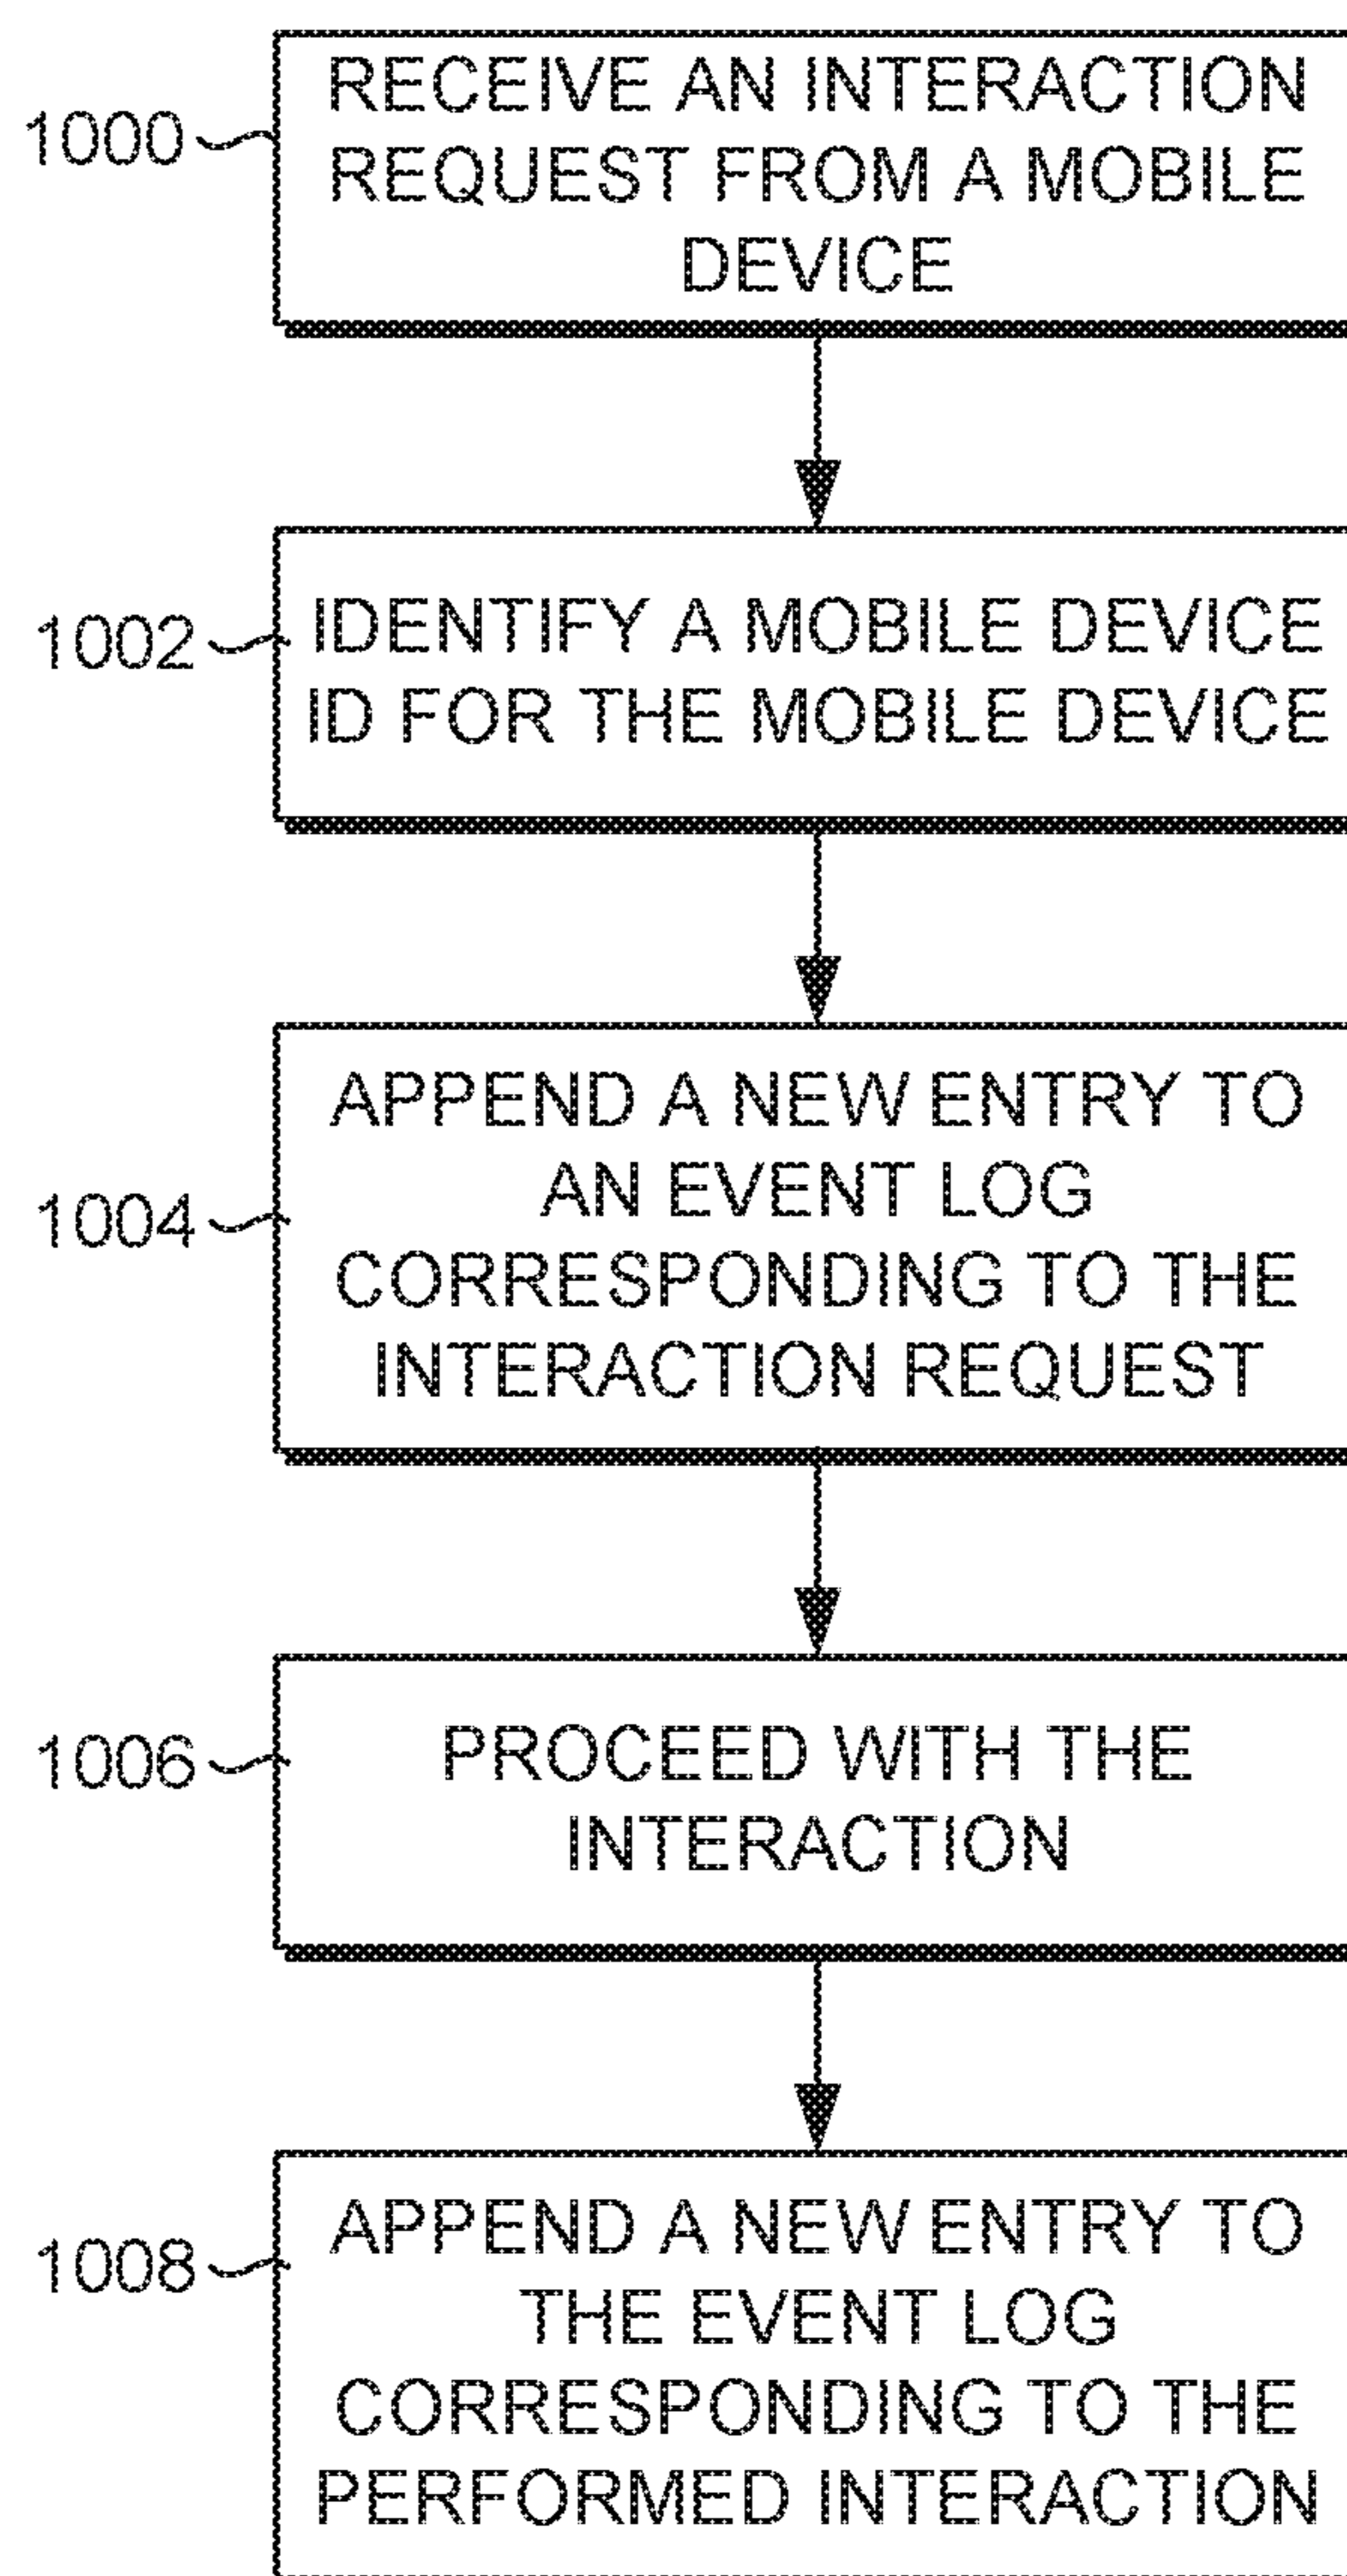 1000
RECEIVE AN INTERACTION
REQUEST FROM A MOBILE
DEVICE
1002
IDENTIFY A MOBILE DEVICE
ID FOR THE MOBILE DEVICE
1004
APPEND A NEW ENTRY TO
AN EVENT LOG
CORRESPONDING TO THE
INTERACTION REQUEST
1006
PROCEED WITH THE
INTERACTION
1008
APPEND A NEW ENTRY TO
THE EVENT LOG
CORRESPONDING TO THE
PERFORMED INTERACTION